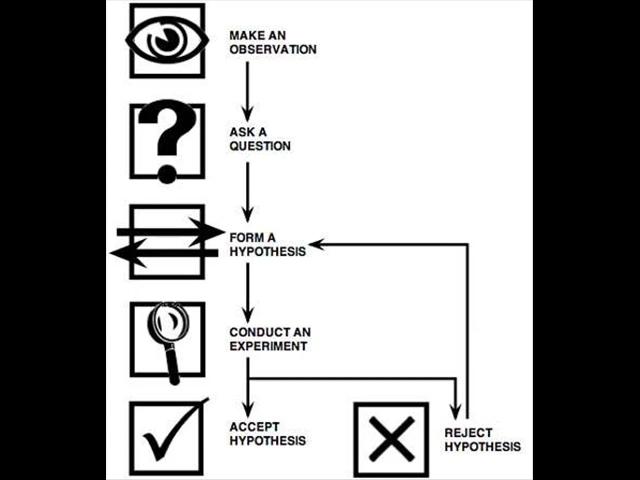 MAKE AN
OBSERVATION
ASK A
QUESTION
FORM A
HYPOTHESIS
CONDUCT AN
EXPERIMENT
ACCEPT
HYPOTHESIS
REJECT
HYPOTHESIS